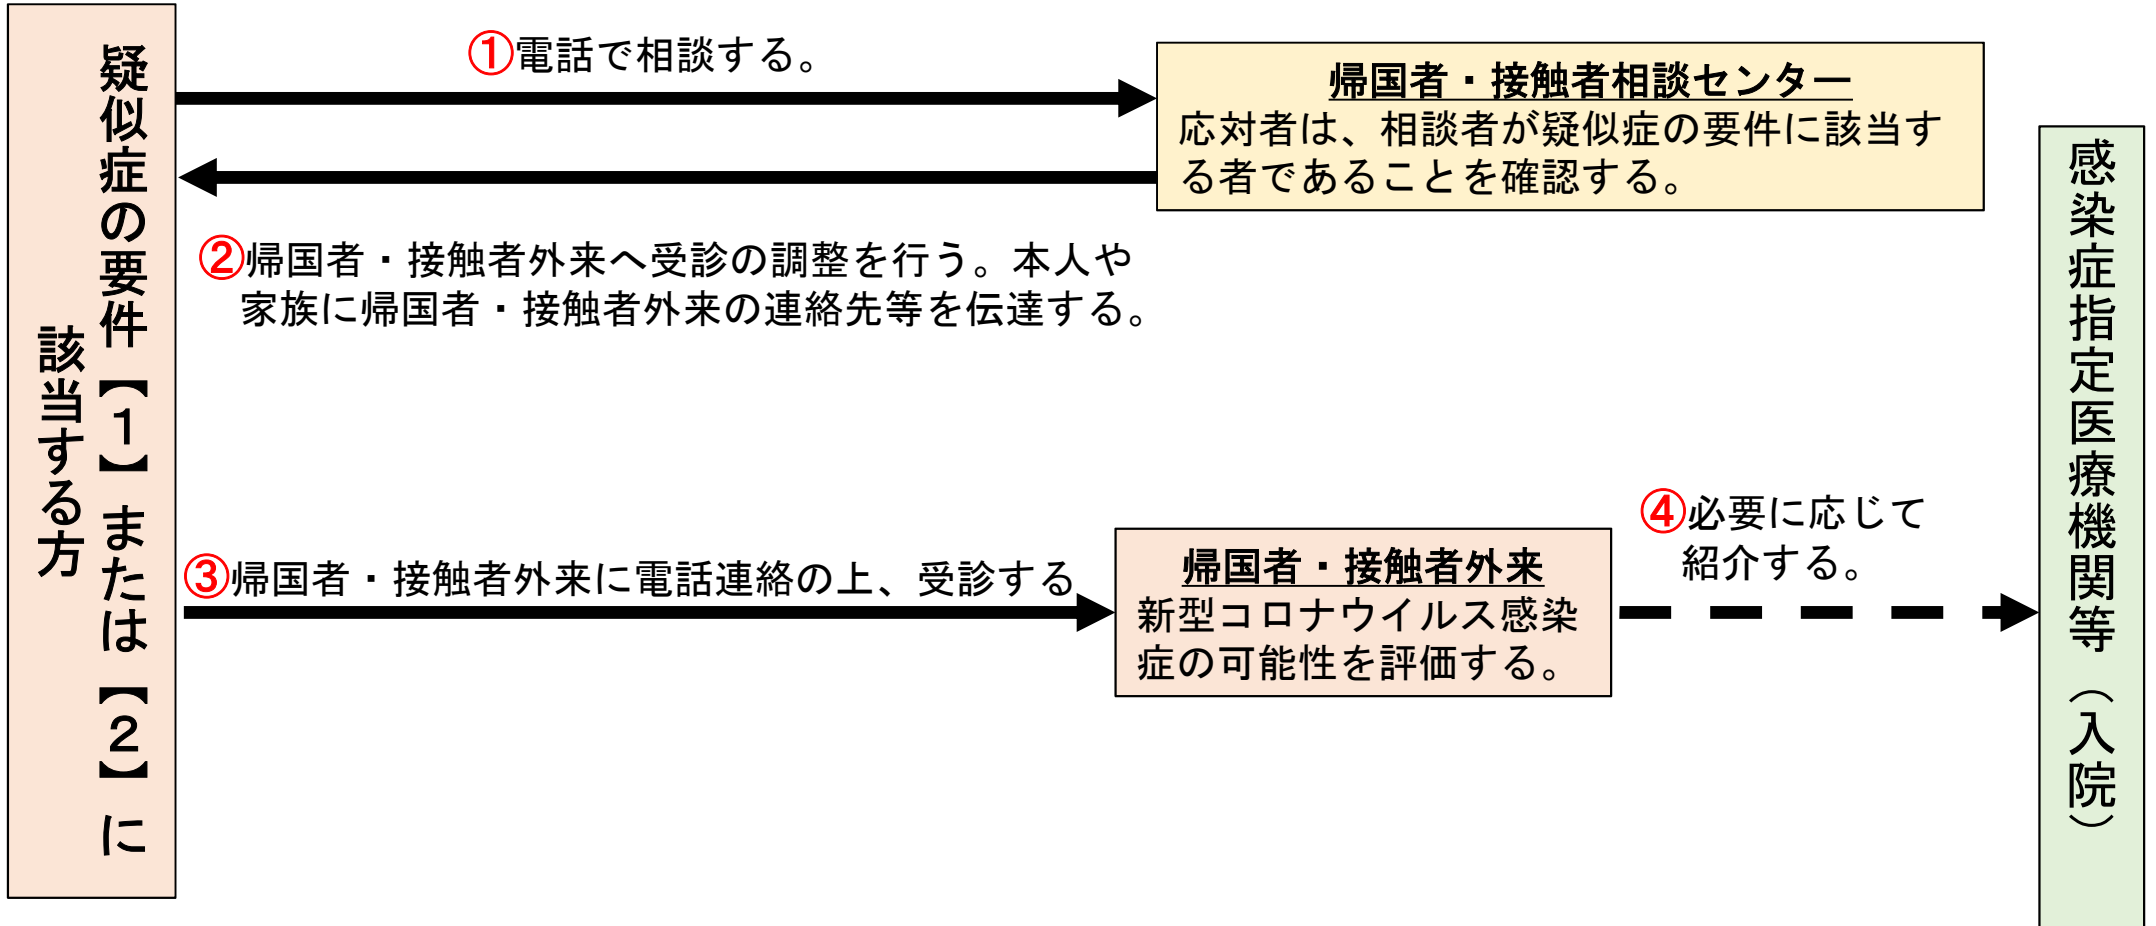 疑似症の要件【１】または【２】に
該当する方
①電話で相談する。
帰国者・接触者相談センター
応対者は、相談者が疑似症の要件に該当す
る者であることを確認する。
②帰国者・接触者外来へ受診の調整を行う。本人や
家族に帰国者・接触者外来の連絡先等を伝達する。
③帰国者・接触者外来に電話連絡の上、受診する
帰国者・接触者外来
新型コロナウイルス感染
症の可能性を評価する。
④必要に応じて
紹介する。
感染症指定医療機関等（入院）